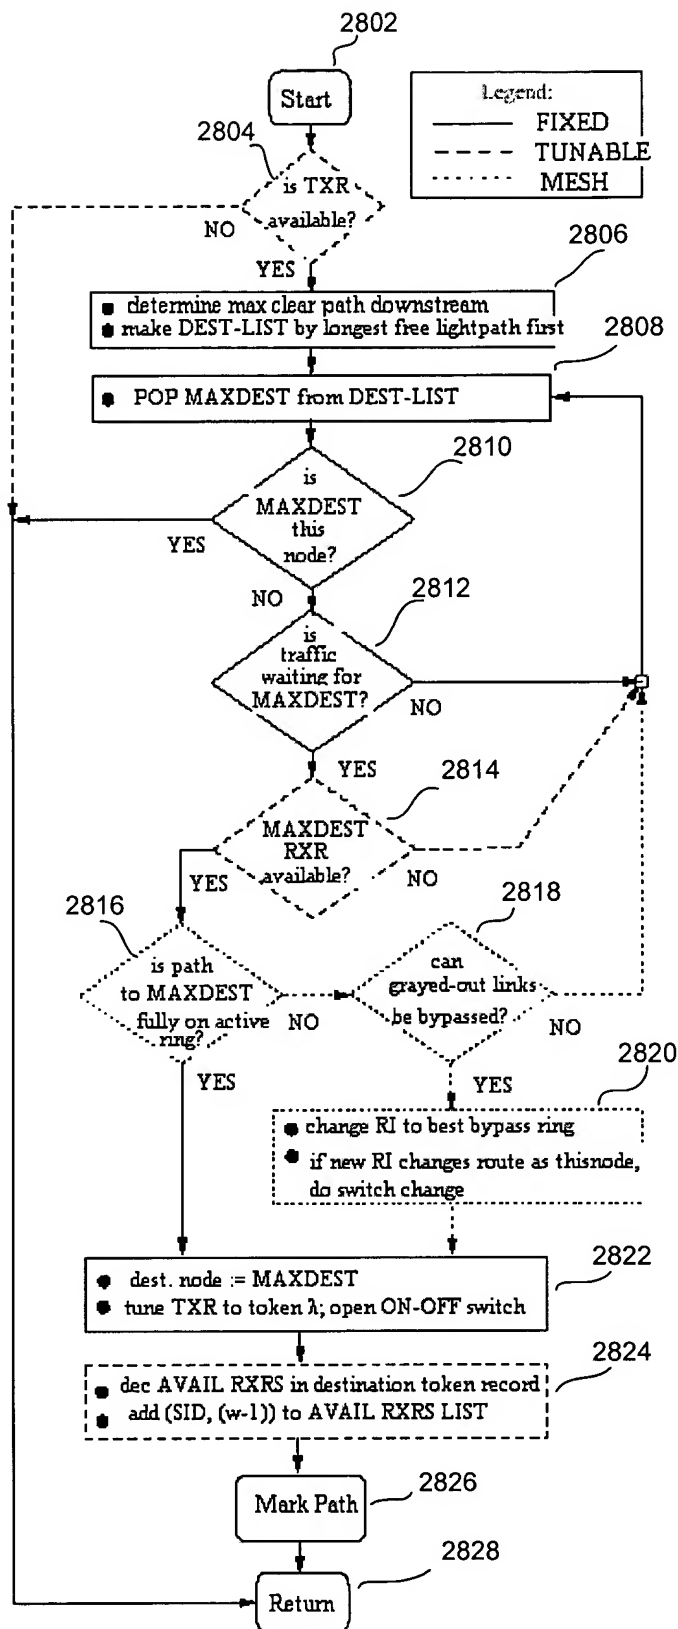 2802
Start
Legend:
FIXED
TUNABLE
MESH
2804
is TXR
available?
NO
YES
2806
determine max clear path downstream
make DEST-LIST by longest free lightpath first
2808
POP MAXDEST from DEST-LIST
2810
is
MAXDEST
this
node?
YES
NO
2812
is
traffic
waiting for
MAXDEST?
NO
YES
2814
MAXDEST
RXR
available?
YES
NO
2816
is path
to MAXDEST
fully on active
ring?
NO
YES
2818
can
grayed-out links
be bypassed?
NO
YES
2820
change RI to best bypass ring
if new RI changes route as thisnode,
do switch change
2822
dest. node := MAXDEST
tune TXR to token λ; open ON-OFF switch
2824
dec AVAIL RXRS in destination token record
add (SID, (w-1)) to AVAIL RXRS LIST
2826
Mark Path
2828
Return